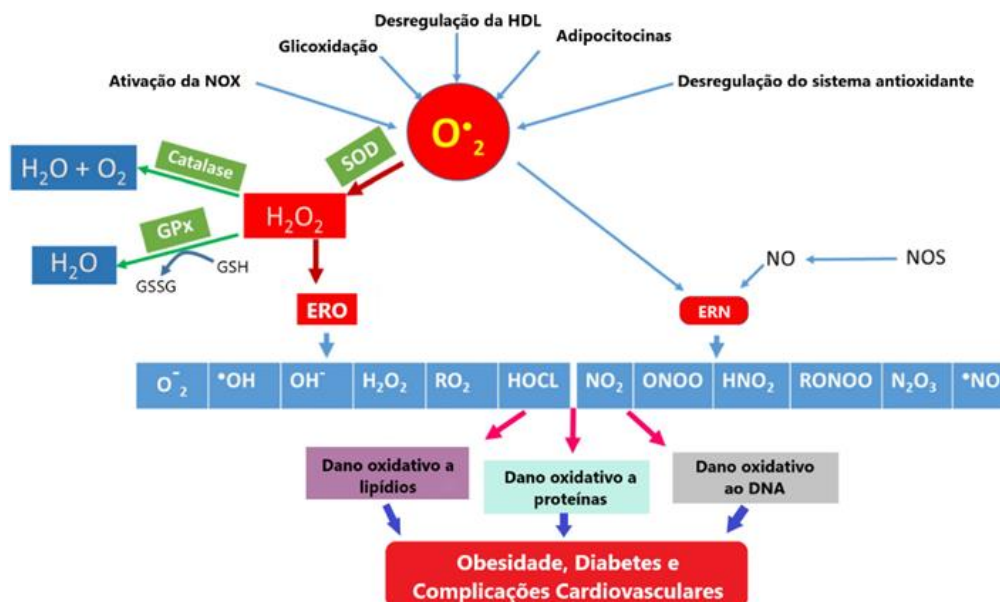 Desregulação da HDL
Glicoxidação
Adipocitocinas
Ativação da NOX
Desregulação do sistema antioxidante
O•2
SOD
Catalase
H2O + O2
H2O2
GPx
H2O
GSH
GSSG
NO
NOS
ERO
ERN
O-2 •OH OH- H2O2 RO2 HOCL NO2 ONOO HNO2 RONOO N2O3 •NO
Dano oxidativo a
lipídios
Dano oxidativo a
proteínas
Dano oxidativo
ao DNA
Obesidade, Diabetes e
Complicações Cardiovasculares